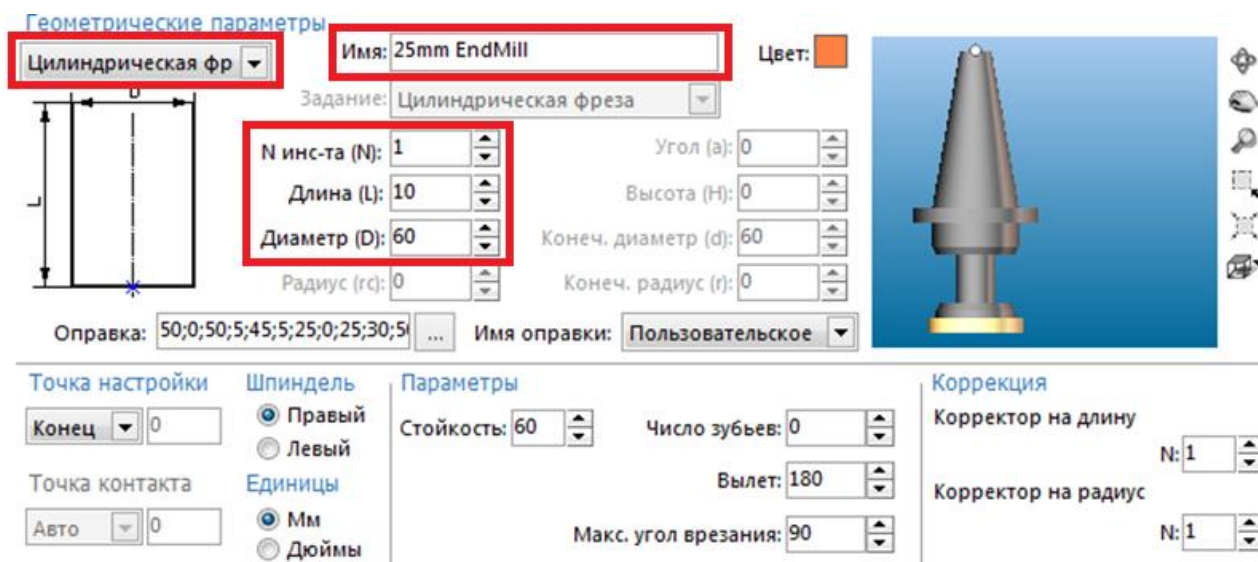 Геометрические параметры
Цилиндрическая фр
Имя: 25mm EndMill
Цвет:
D
Задание: Цилиндрическая фреза
L
N инс-та (N): 1
Угол (a): 0
Длина (L): 10
Высота (H): 0
Диаметр (D): 60
Конеч. диаметр (d): 60
Радиус (rc): 0
Конеч. радиус (r): 0
Оправка: 50;0;50;5;45;5;25;0;25;30;5 ...
Имя оправки: Пользовательское
Точка настройки
Конец 0
Точка контакта
Авто 0
Шпиндель
Правый
Левый
Единицы
Мм
Дюймы
Параметры
Стойкость: 60
Число зубьев: 0
Вылет: 180
Макс. угол врезания: 90
Коррекция
Корректор на длину
N: 1
Корректор на радиус
N: 1